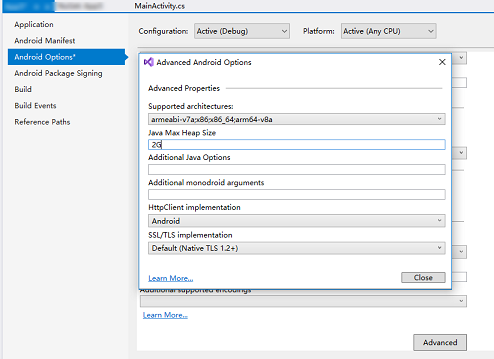 MainActivity.cs
Application
Android Manifest
Android Options*
Android Package Signing
Build
Build Events
Reference Paths
Configuration: Active (Debug) Platform: Active (Any CPU)
Advanced Android Options
Advanced Properties
Supported architectures:
armeabi-v7a;x86;x86_64;arm64-v8a
Java Max Heap Size
2G
Additional Java Options
Additional monodroid arguments
HttpClient implementation
Android
SSL/TLS implementation
Default (Native TLS 1.2+)
Learn More... Close
Additional supported encodings
Learn More...
Advanced